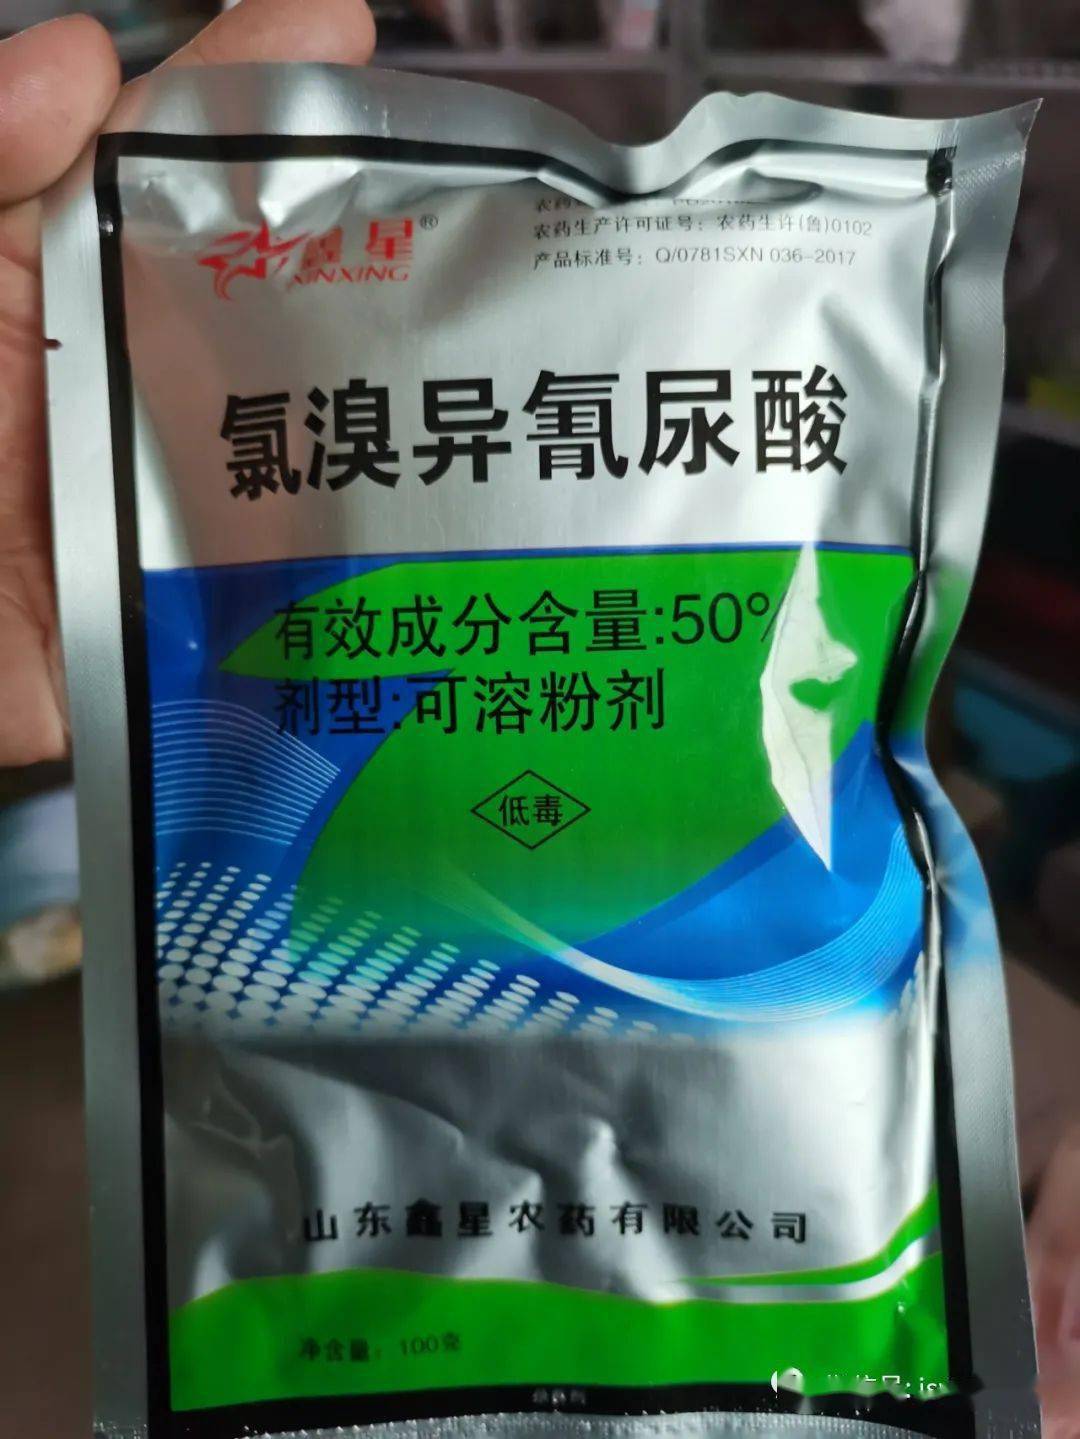 鑫星®
XINXING
农药生产许可证号：农药生许(鲁)0102
产品标准号：Q/0781SXN 036-2017
氯溴异氰尿酸
有效成分含量:50%
剂型:可溶粉剂
低毒
山东鑫星农药有限公司
净含量：100克